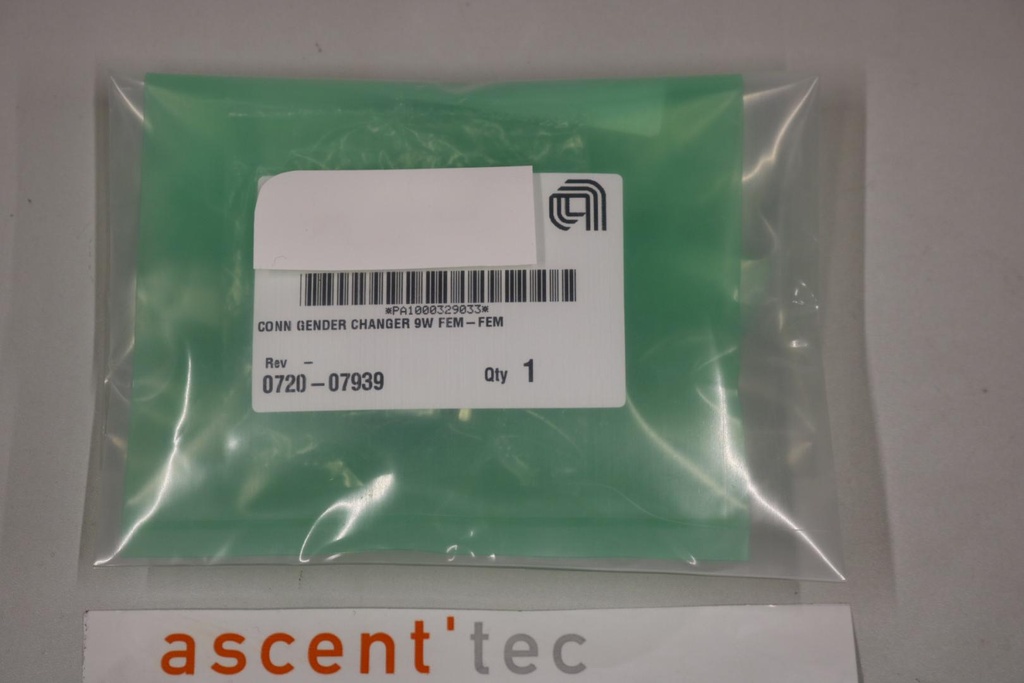 *PA1000329033*
CONN GENDER CHANGER 9W FEM-FEM
Rev -
0720-07939 Qty 1
ascent'tec